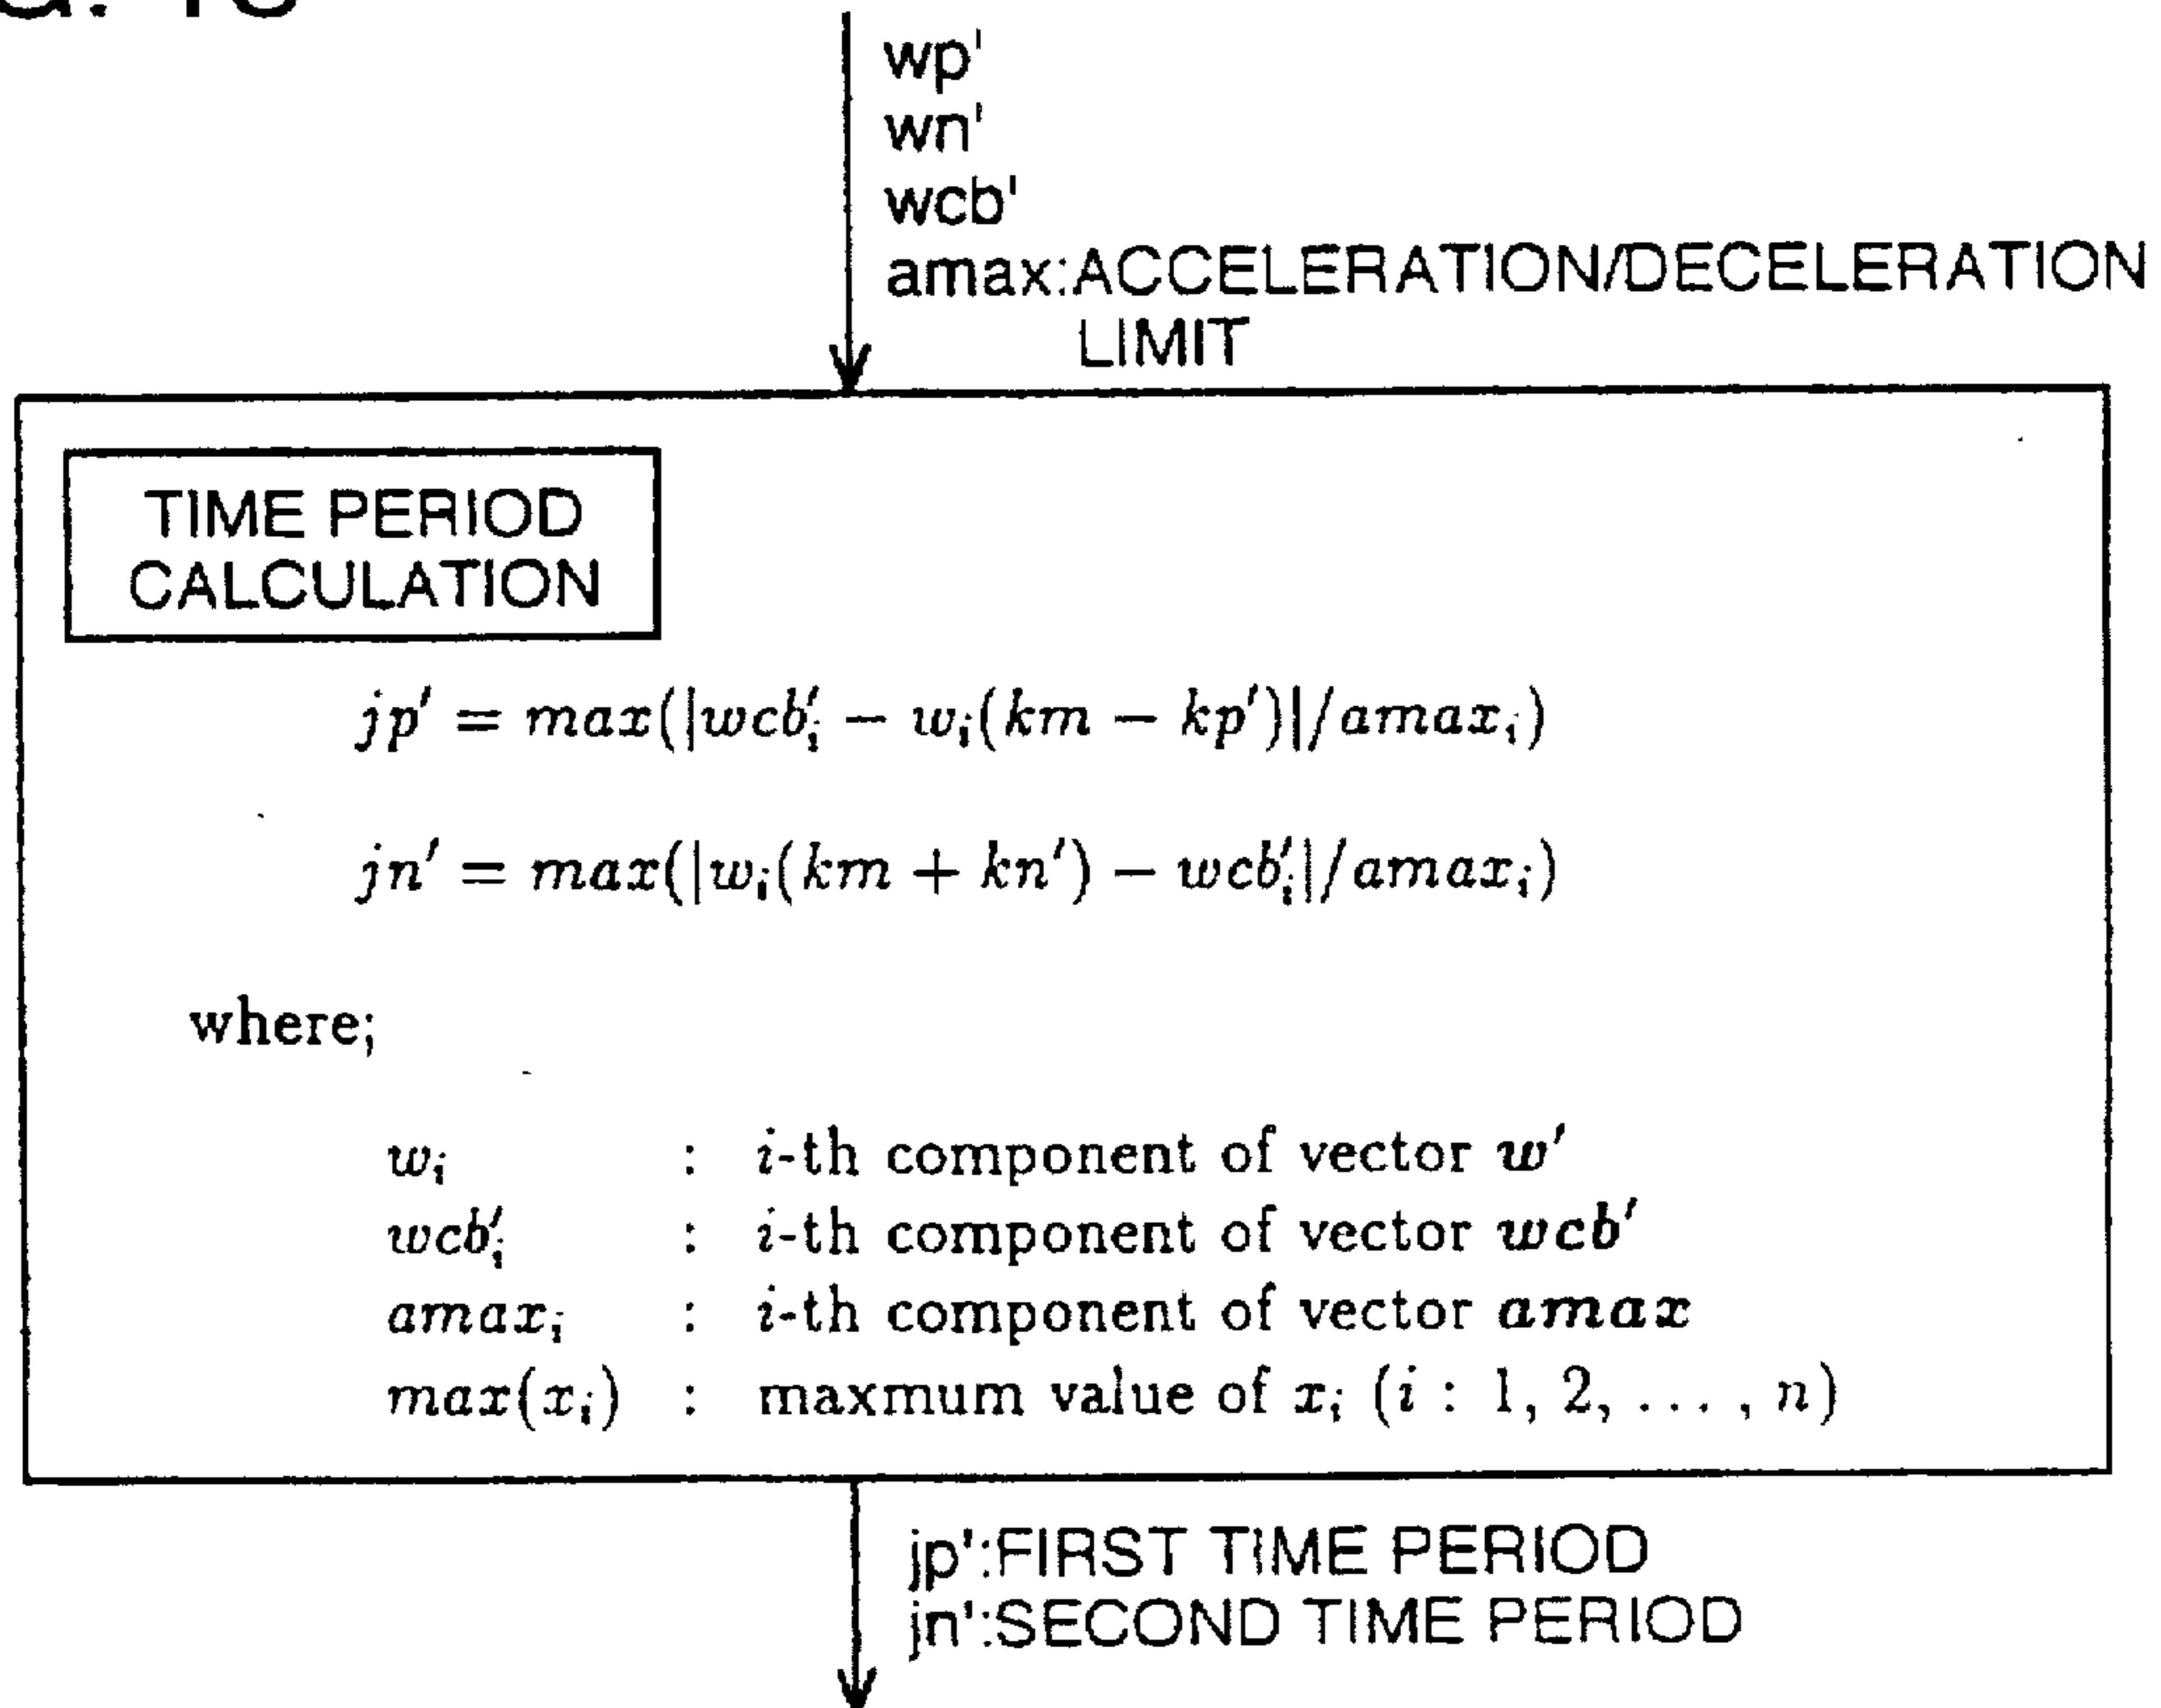 wp'
wn'
wcb'
amax:ACCELERATION/DECELERATION
LIMIT
TIME PERIOD
CALCULATION
jp′ = max(|wcb′i − wi(km − kp′)|/amaxi)
jn′ = max(|wi(km + kn′) − wcb′i|/amaxi)
where;
wi : i-th component of vector w′
wcb′i : i-th component of vector wcb′
amaxi : i-th component of vector amax
max(xi) : maxmum value of xi (i : 1, 2, ... , n)
jp':FIRST TIME PERIOD
jn':SECOND TIME PERIOD